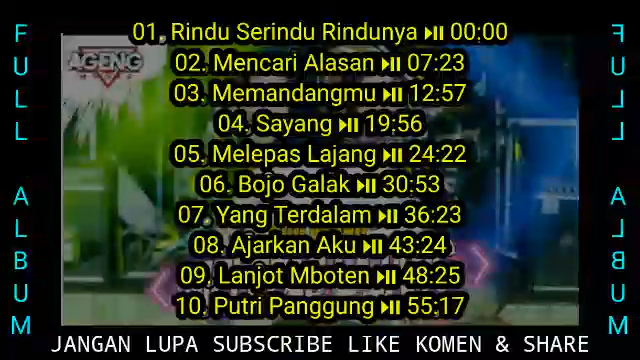 FULL ALBUM
AGENG
01, Rindu Serindu Rindunya ⏯ 00:00
02. Mencari Alasan ⏯ 07:23
03. Memandangmu ⏯ 12:57
04. Sayang ⏯ 19:56
05. Melepas Lajang ⏯ 24:22
06. Bojo Galak ⏯ 30:53
07. Yang Terdalam ⏯ 36:23
08. Ajarkan Aku ⏯ 43:24
09, Lanjot Mboten ⏯ 48:25
10, Putri Panggung ⏯ 55:17
FULL ALBUM
JANGAN LUPA SUBSCRIBE LIKE KOMEN & SHARE